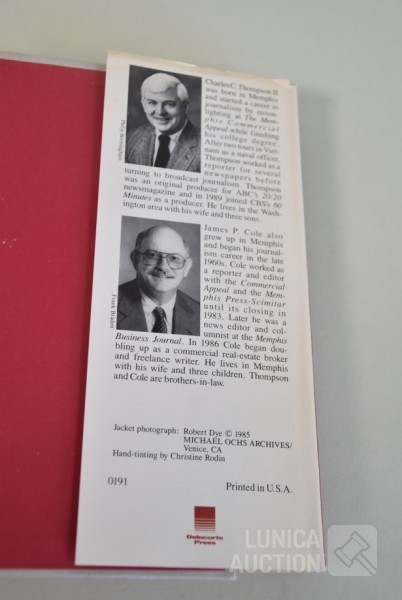 Charles C. Thompson II
was born in Memphis
and started a career in
journalism by moon-
lighting at The Mem-
phis Commercial
Appeal while finishing
his college degree.
After two tours in Viet-
nam as a naval officer,
Thompson worked as a
reporter for several
newspapers before
turning to broadcast journalism. Thompson
was an original producer for ABC's 20/20
newsmagazine and in 1989 joined CBS's 60
Minutes as a producer. He lives in the Wash-
ington area with his wife and three sons.
James P. Cole also
grew up in Memphis
and began his journal-
ism career in the late
1960s. Cole worked as
a reporter and editor
with the Commercial
Appeal and the Mem-
phis Press-Scimitar
until its closing in
1983. Later he was a
news editor and col-
umnist at the Memphis
Business Journal. In 1986 Cole began dou-
bling up as a commercial real-estate broker
and freelance writer. He lives in Memphis
with his wife and three children. Thompson
and Cole are brothers-in-law.
Jacket photograph: Robert Dye © 1985
MICHAEL OCHS ARCHIVES/
Venice, CA
Hand-tinting by Christine Rodin
0191
Printed in U.S.A.
Delacorte
Press
LUNICA
AUCTION